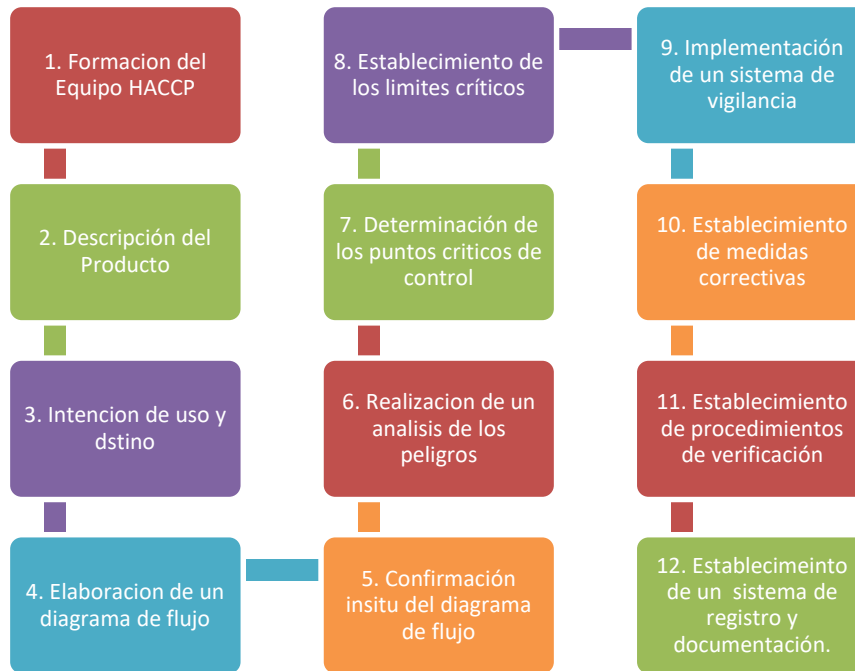 1. Formacion del
Equipo HACCP
2. Descripción del
Producto
3. Intencion de uso y
dstino
4. Elaboracion de un
diagrama de flujo
5. Confirmación
insitu del diagrama
de flujo
6. Realizacion de un
analisis de los
peligros
7. Determinación de
los puntos criticos de
control
8. Establecimiento de
los limites críticos
9. Implementación
de un sistema de
vigilancia
10. Establecimiento
de medidas
correctivas
11. Establecimiento
de procedimientos
de verificación
12. Establecimeinto
de un sistema de
registro y
documentación.